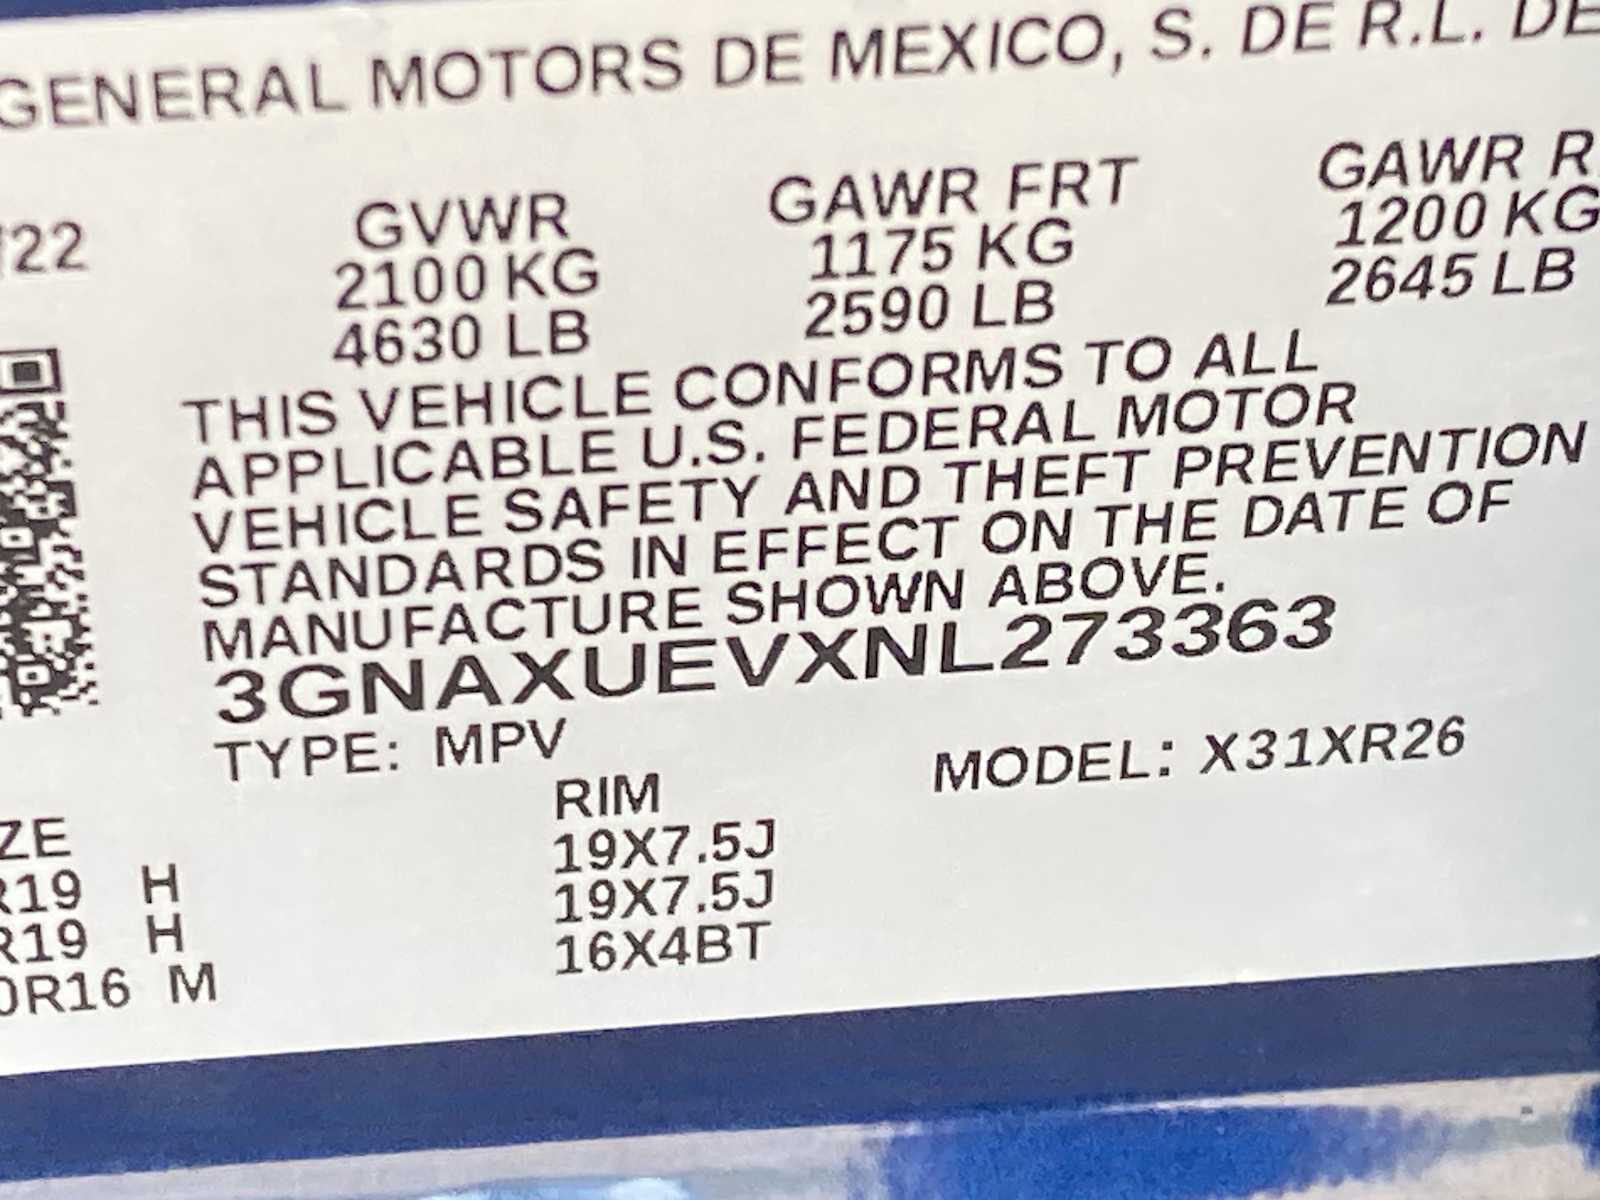 GENERAL MOTORS DE MEXICO, S. DE R.L. DE
/22 GVWR GAWR FRT GAWR R
2100 KG 1175 KG 1200 KG
4630 LB 2590 LB 2645 LB
THIS VEHICLE CONFORMS TO ALL
APPLICABLE U.S. FEDERAL MOTOR
VEHICLE SAFETY AND THEFT PREVENTION
STANDARDS IN EFFECT ON THE DATE OF
MANUFACTURE SHOWN ABOVE.
3GNAXUEVXNL273363
TYPE: MPV MODEL: X31XR26
ZE RIM
R19 H 19X7.5J
R19 H 19X7.5J
0R16 M 16X4BT